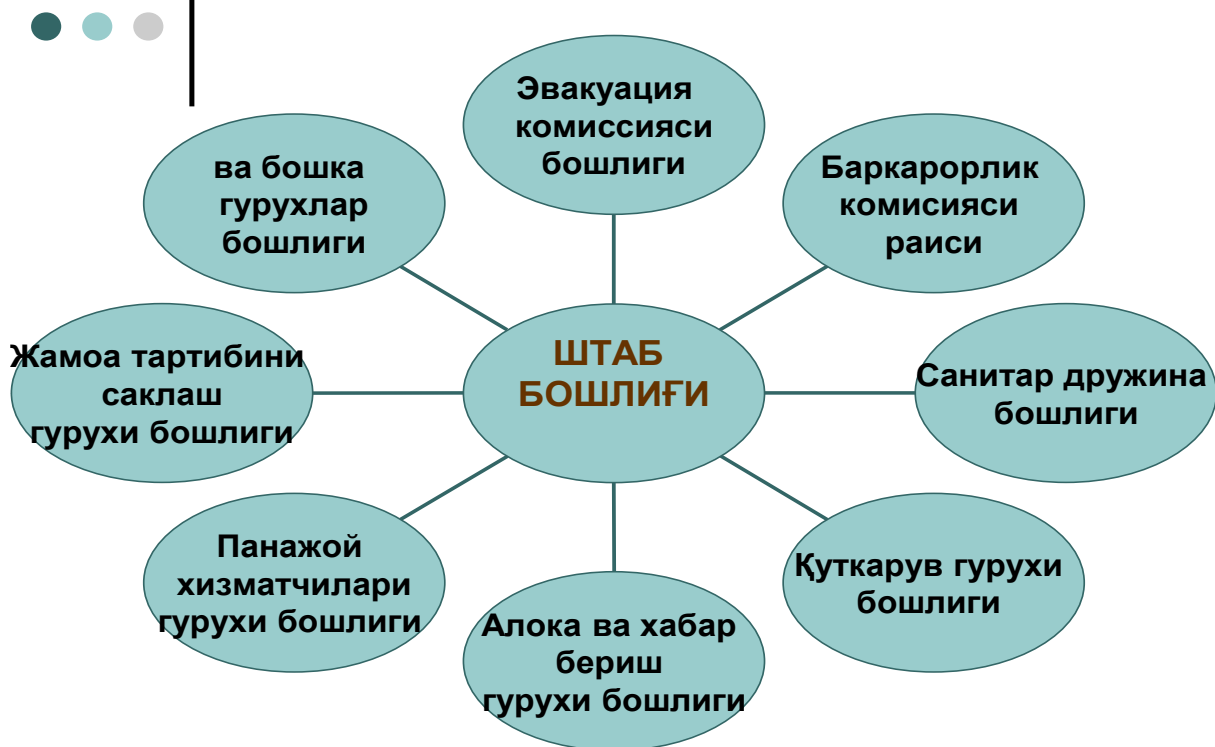 Эвакуация
комиссияси
бошлиги
ва бошка
гурухлар
бошлиги
Баркарорлик
комисияси
раиси
Жамоа тартибини
саклаш
гурухи бошлиги
ШТАБ
БОШЛИҒИ
Санитар дружина
бошлиги
Панажой
хизматчилари
гурухи бошлиги
Қуткарув гурухи
бошлиги
Алока ва хабар
бериш
гурухи бошлиги